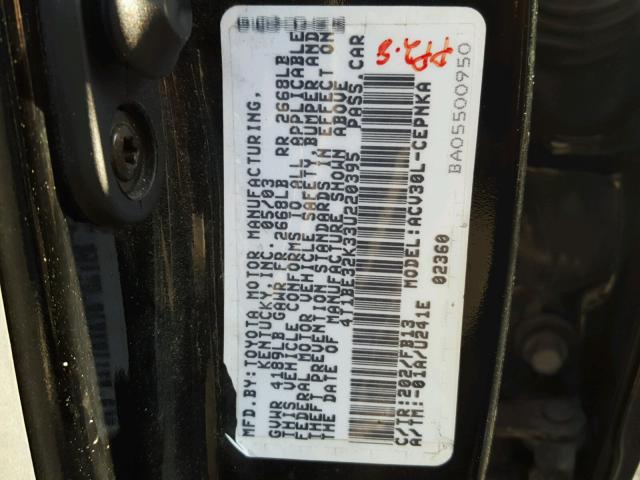 MFD.BY:TOYOTA MOTOR MANUFACTURING,
KENTUCKY,INC. 05/03
GVWR 4189LB GAWR FR 2668LB RR 2668LB
THIS VEHICLE CONFORMS TO ALL APPLICABLE
FEDERAL MOTOR VEHICLE SAFETY,BUMPER,AND
THEFT PREVENTION STANDARDS IN EFFECT ON
THE DATE OF MANUFACTURE SHOWN ABOVE
4T1BE32K33U220395 PASS.CAR
C/TR:202/FB13
A/TM:-01A/U241E
MODEL:ACV30L-CEPNKA
02360
BA05500950